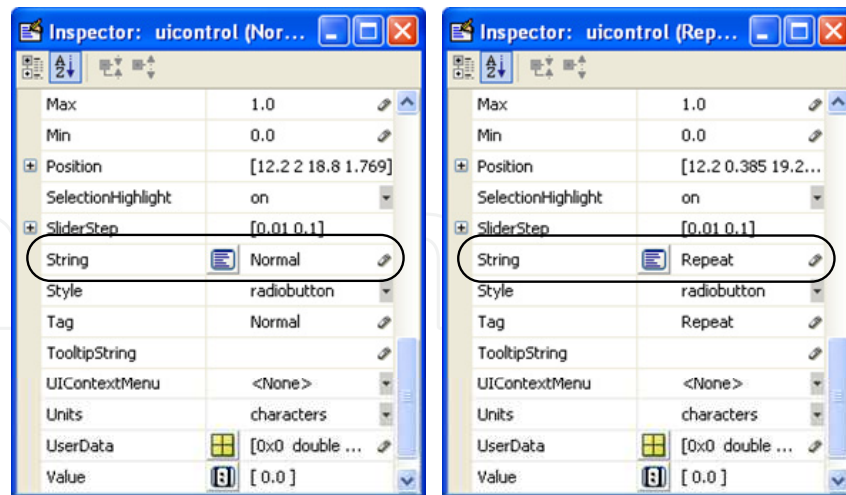 Inspector: uicontrol (Nor...
Max 1.0
Min 0.0
Position [12.2 2 18.8 1.769]
SelectionHighlight on
SliderStep [0.01 0.1]
String Normal
Style radiobutton
Tag Normal
TooltipString
UIContextMenu <None>
Units characters
UserData [0x0 double ...
Value [ 0.0 ]
Inspector: uicontrol (Rep...
Max 1.0
Min 0.0
Position [12.2 0.385 19.2...
SelectionHighlight on
SliderStep [0.01 0.1]
String Repeat
Style radiobutton
Tag Repeat
TooltipString
UIContextMenu <None>
Units characters
UserData [0x0 double ...
Value [ 0.0 ]